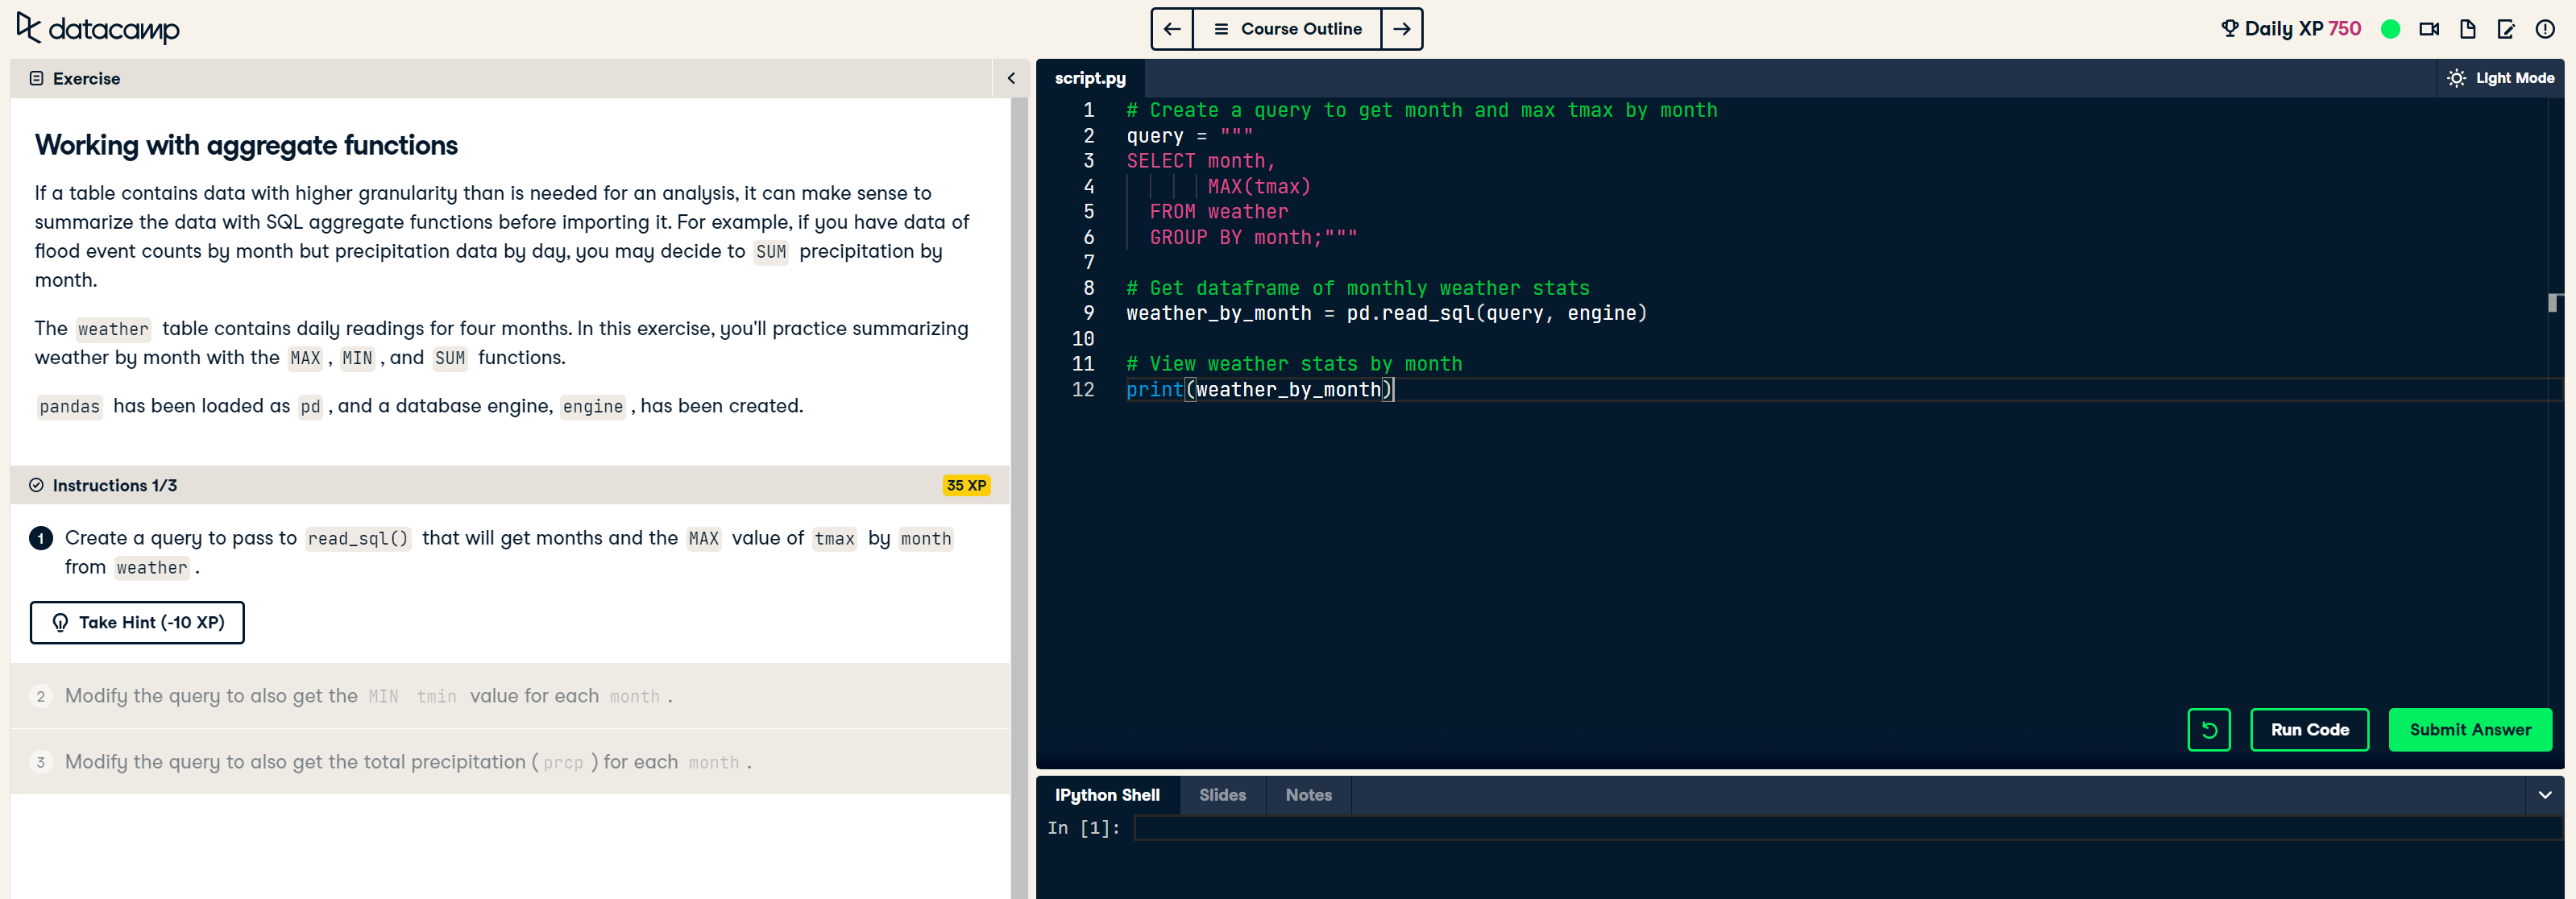 datacamp
Course Outline
Daily XP 750
Exercise
Working with aggregate functions
If a table contains data with higher granularity than is needed for an analysis, it can make sense to
summarize the data with SQL aggregate functions before importing it. For example, if you have data of
flood event counts by month but precipitation data by day, you may decide to SUM precipitation by
month.
The weather table contains daily readings for four months. In this exercise, you'll practice summarizing
weather by month with the MAX , MIN , and SUM functions.
pandas has been loaded as pd , and a database engine, engine , has been created.
Instructions 1/3
35 XP
1 Create a query to pass to read_sql() that will get months and the MAX value of tmax by month
from weather .
Take Hint (-10 XP)
2 Modify the query to also get the MIN tmin value for each month .
3 Modify the query to also get the total precipitation ( prcp ) for each month .
script.py
Light Mode
1 # Create a query to get month and max tmax by month
2 query = """
3 SELECT month,
4 MAX(tmax)
5 FROM weather
6 GROUP BY month;"""
7
8 # Get dataframe of monthly weather stats
9 weather_by_month = pd.read_sql(query, engine)
10
11 # View weather stats by month
12 print(weather_by_month)
Run Code
Submit Answer
IPython Shell
Slides
Notes
In [1]: